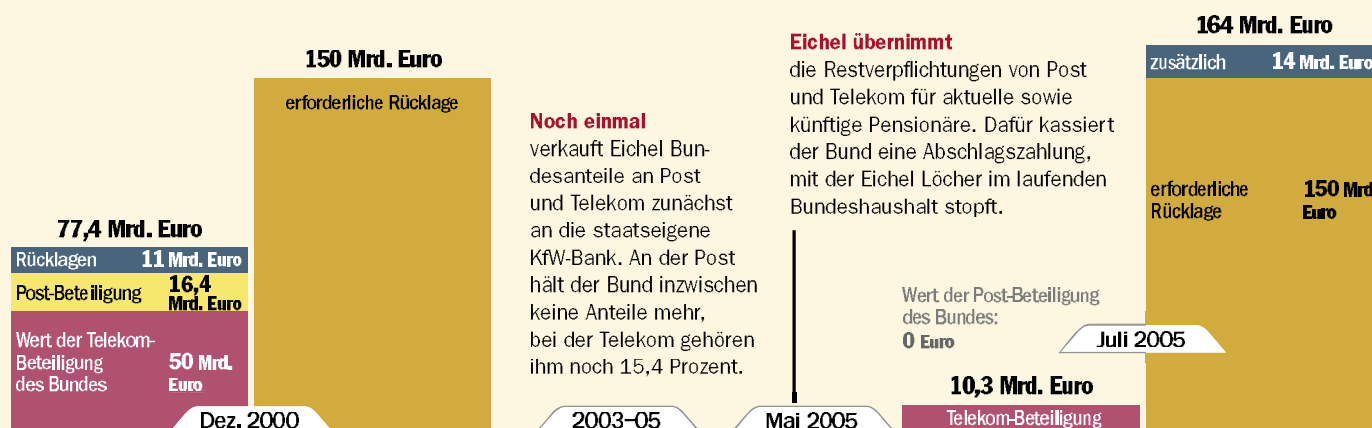 77,4 Mrd. Euro
Rücklagen 11 Mrd. Euro
Post-Beteiligung 16,4
Mrd. Euro
Wert der Telekom-
Beteiligung 50 Mrd.
des Bundes Euro
150 Mrd. Euro
erforderliche Rücklage
Dez. 2000
Noch einmal
verkauft Eichel Bun-
desanteile an Post
und Telekom zunächst
an die staatseigene
KfW-Bank. An der Post
hält der Bund inzwischen
keine Anteile mehr,
bei der Telekom gehören
ihm noch 15,4 Prozent.
2003–05
Eichel übernimmt
die Restverpflichtungen von Post
und Telekom für aktuelle sowie
künftige Pensionäre. Dafür kassiert
der Bund eine Abschlagszahlung,
mit der Eichel Löcher im laufenden
Bundeshaushalt stopft.
Mai 2005
Wert der Post-Beteiligung
des Bundes:
0 Euro
10,3 Mrd. Euro
Telekom-Beteiligung
Juli 2005
164 Mrd. Euro
zusätzlich 14 Mrd. Euro
erforderliche 150 Mrd
Rücklage Euro